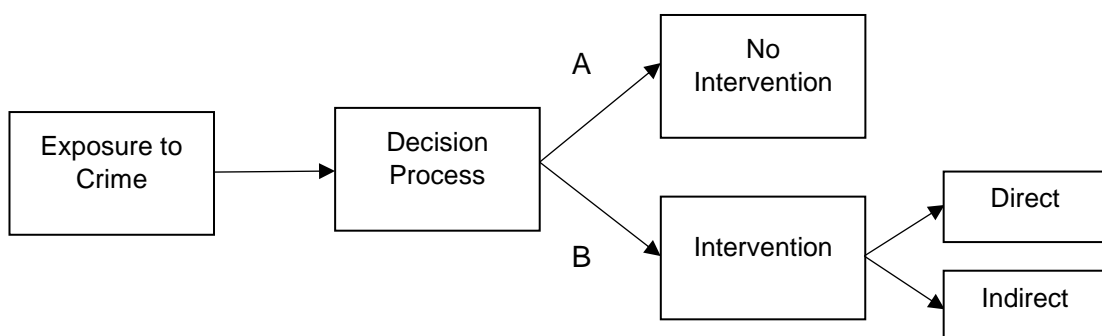 Exposure to
Crime
Decision
Process
A
No
Intervention
B
Intervention
Direct
Indirect